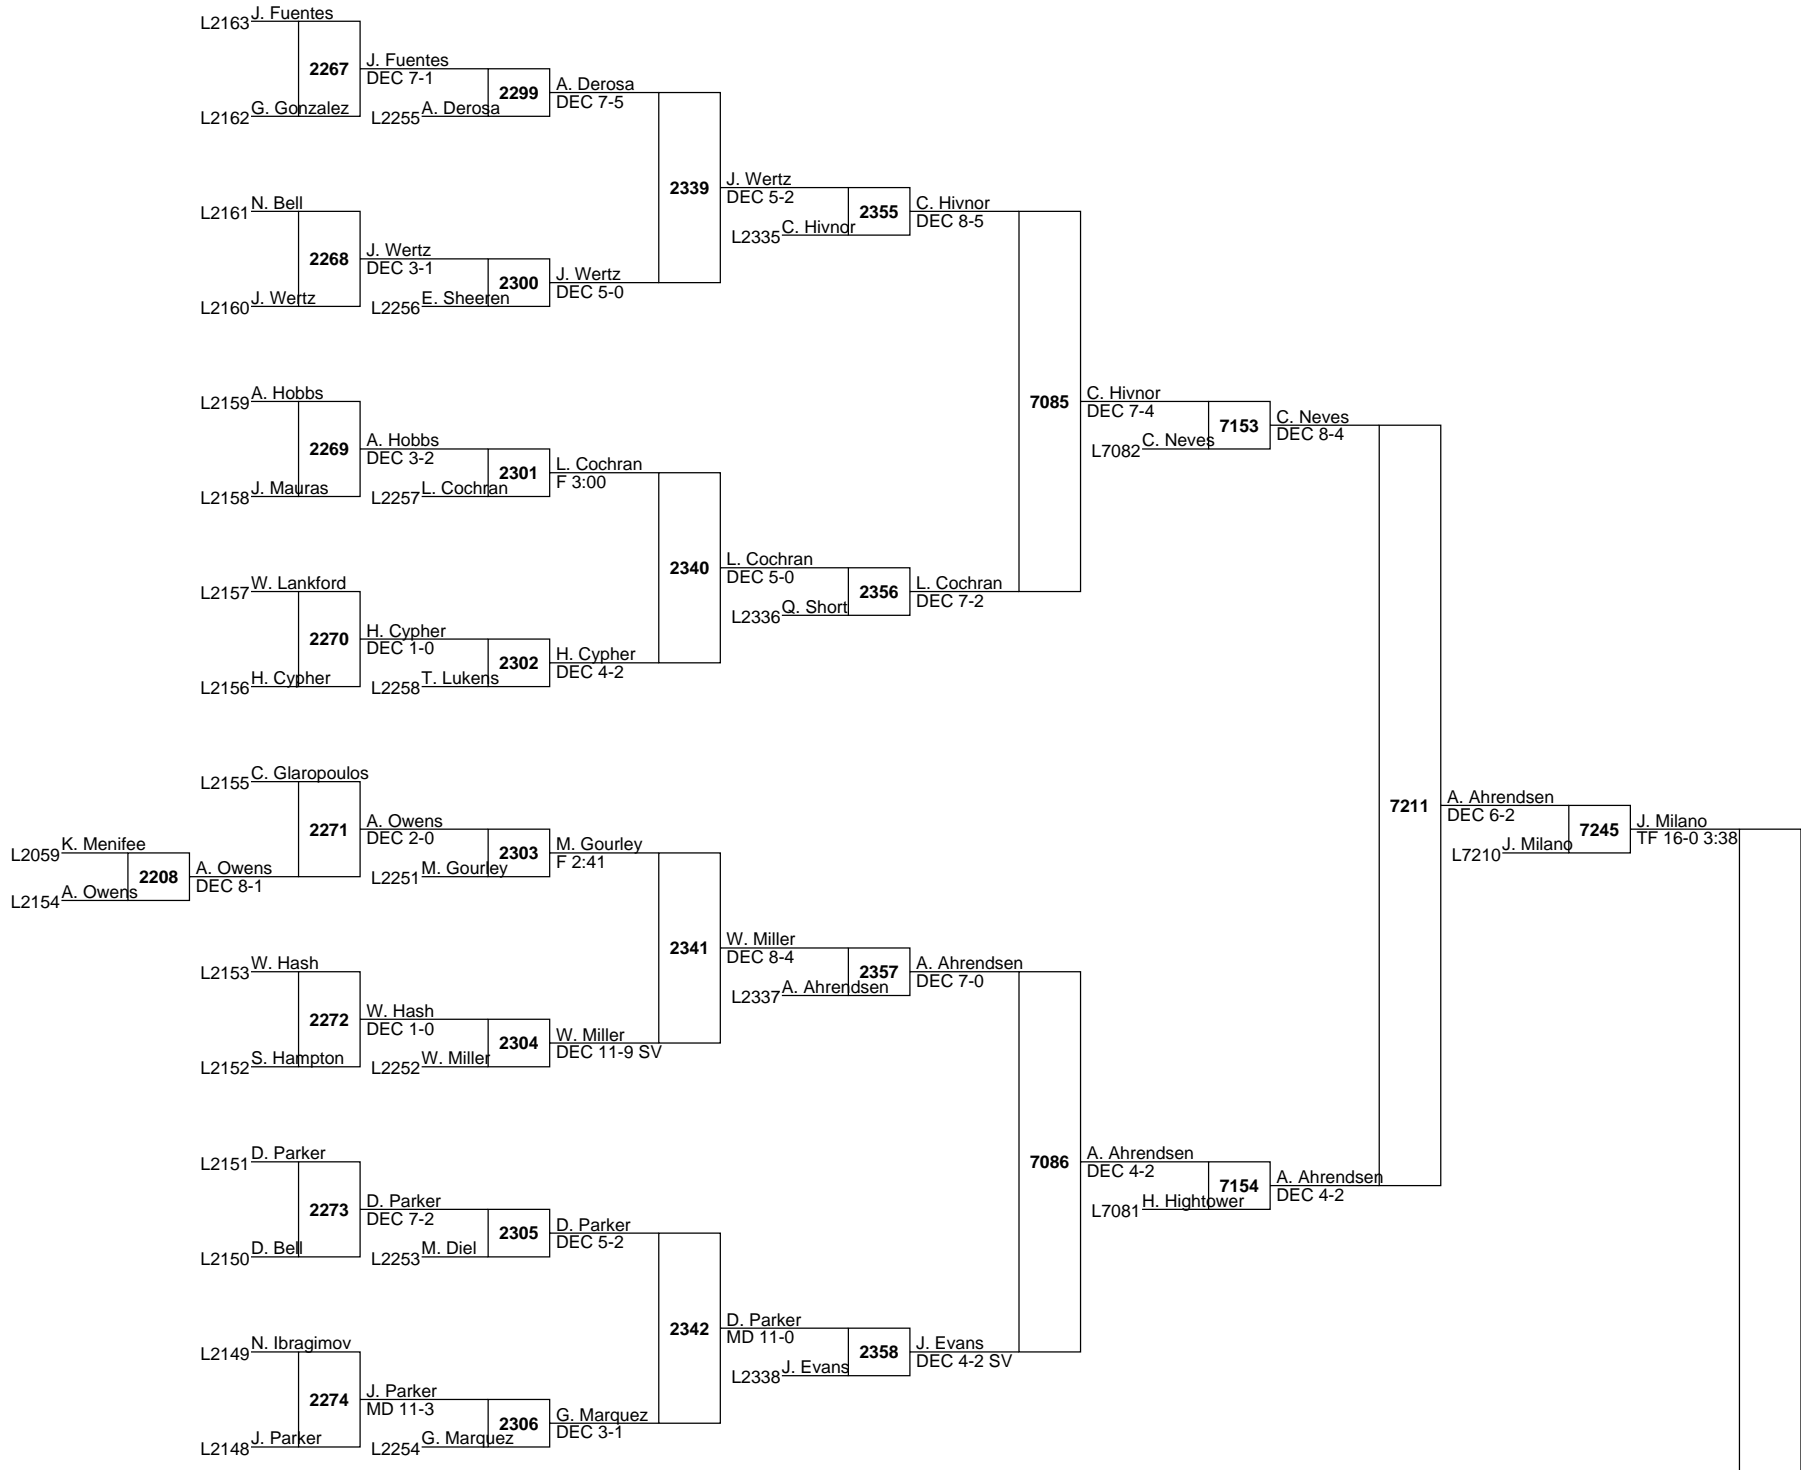 J. Fuentes
L2163
2267
J. Fuentes
DEC 7-1
G. Gonzalez
L2162
2299
A. Derosa
L2255
A. Derosa
DEC 7-5
N. Bell
L2161
2268
J. Wertz
DEC 3-1
J. Wertz
L2160
2300
E. Sheeren
L2256
J. Wertz
DEC 5-0
2339
J. Wertz
DEC 5-2
2355
C. Hivnor
L2335
C. Hivnor
DEC 8-5
A. Hobbs
L2159
2269
A. Hobbs
DEC 3-2
J. Mauras
L2158
2301
L. Cochran
L2257
L. Cochran
F 3:00
W. Lankford
L2157
2270
H. Cypher
DEC 1-0
H. Cypher
L2156
2302
T. Lukens
L2258
H. Cypher
DEC 4-2
2340
L. Cochran
DEC 5-0
2356
Q. Short
L2336
L. Cochran
DEC 7-2
7085
C. Hivnor
DEC 7-4
7153
C. Neves
L7082
C. Neves
DEC 8-4
C. Glaropoulos
L2155
2271
A. Owens
DEC 2-0
K. Menifee
L2059
2208
A. Owens
DEC 8-1
A. Owens
L2154
2303
M. Gourley
L2251
M. Gourley
F 2:41
W. Hash
L2153
2272
W. Hash
DEC 1-0
S. Hampton
L2152
2304
W. Miller
L2252
W. Miller
DEC 11-9 SV
2341
W. Miller
DEC 8-4
2357
A. Ahrendsen
L2337
A. Ahrendsen
DEC 7-0
D. Parker
L2151
2273
D. Parker
DEC 7-2
D. Bell
L2150
2305
M. Diel
L2253
D. Parker
DEC 5-2
N. Ibragimov
L2149
2274
J. Parker
MD 11-3
J. Parker
L2148
2306
G. Marquez
L2254
G. Marquez
DEC 3-1
2342
D. Parker
MD 11-0
2358
J. Evans
L2338
J. Evans
DEC 4-2 SV
7086
A. Ahrendsen
DEC 4-2
7154
H. Hightower
L7081
A. Ahrendsen
DEC 4-2
7211
A. Ahrendsen
DEC 6-2
7245
J. Milano
L7210
J. Milano
TF 16-0 3:38